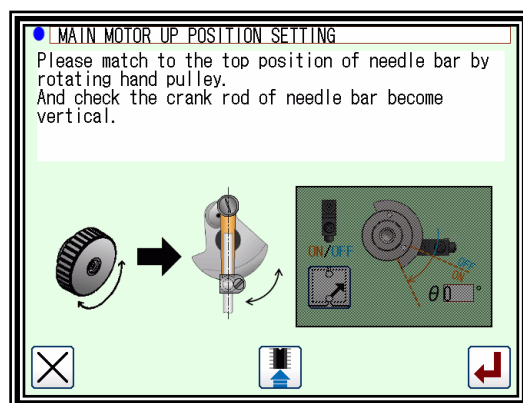 MAIN MOTOR UP POSITION SETTING
Please match to the top position of needle bar by
rotating hand pulley.
And check the crank rod of needle bar become
vertical.
ON/OFF
OFF
ON
θ 0 °